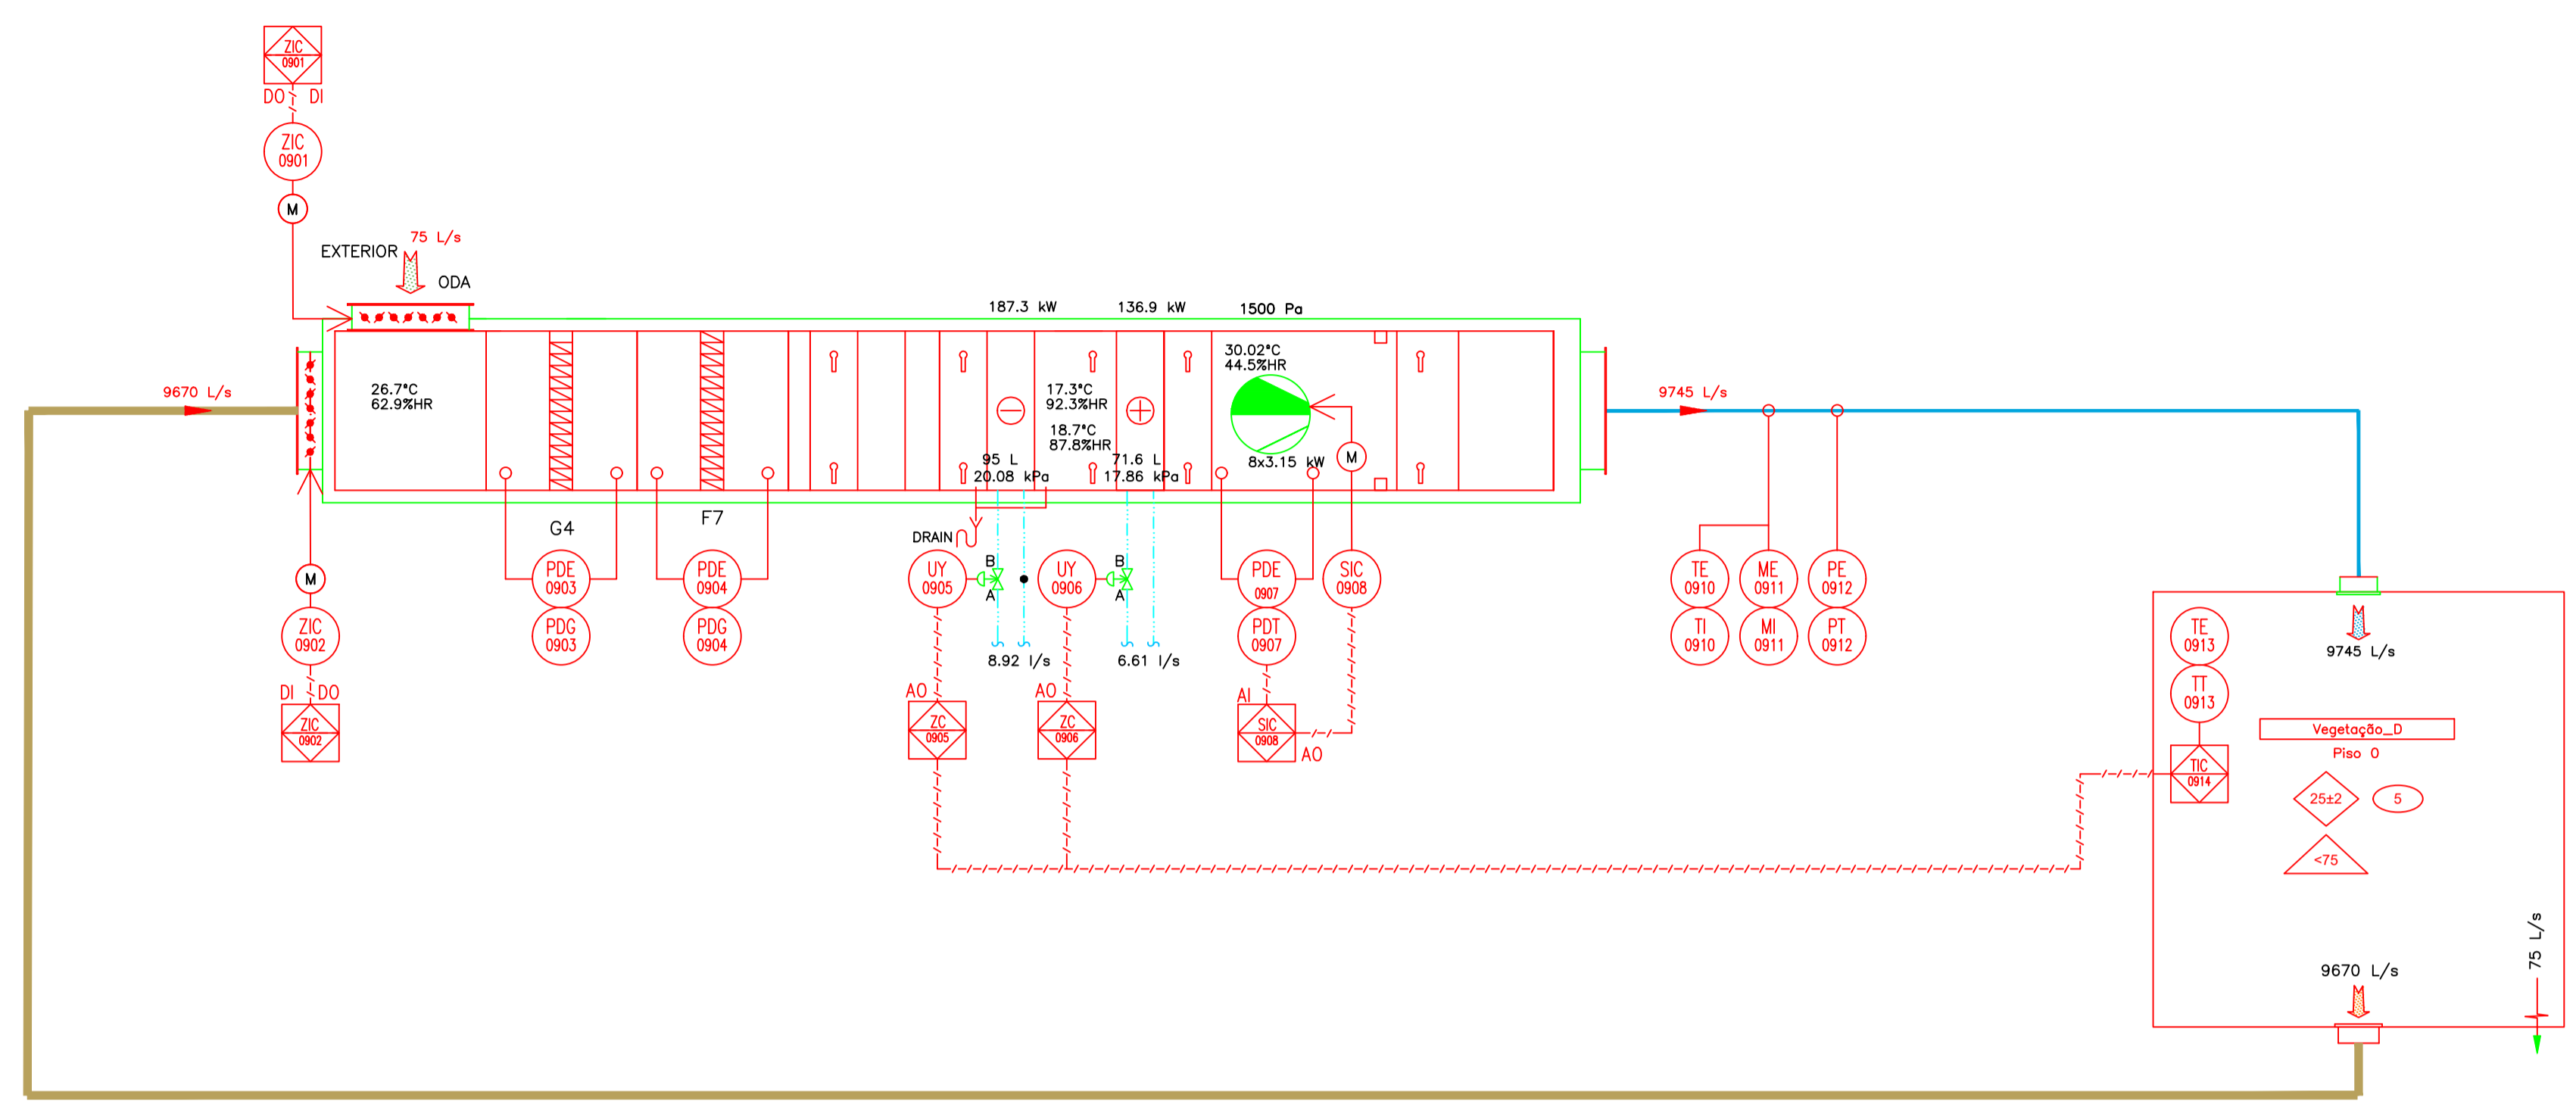 ZIC
0901
DO DI
ZIC
0901
M
75 L/s
EXTERIOR
ODA
187.3 kW
136.9 kW
1500 Pa
9670 L/s
26.7°C
62.9%HR
17.3°C
92.3%HR
18.7°C
87.8%HR
30.02°C
44.5%HR
9745 L/s
95 L
20.08 kPa
71.6 L
17.86 kPa
8x3.15 kW
M
G4
F7
DRAIN
M
ZIC
0902
DI DO
ZIC
0902
PDE
0903
PDG
0903
PDE
0904
PDG
0904
UY
0905
B
A
UY
0906
B
A
8.92 l/s
6.61 l/s
AO
ZC
0905
AO
ZC
0906
PDE
0907
PDT
0907
AI
SIC
0908
AO
SIC
0908
TE
0910
TI
0910
ME
0911
MI
0911
PE
0912
PT
0912
TE
0913
TT
0913
TIC
0914
9745 L/s
Vegetação_D
Piso 0
25±2
5
<75
9670 L/s
75 L/s